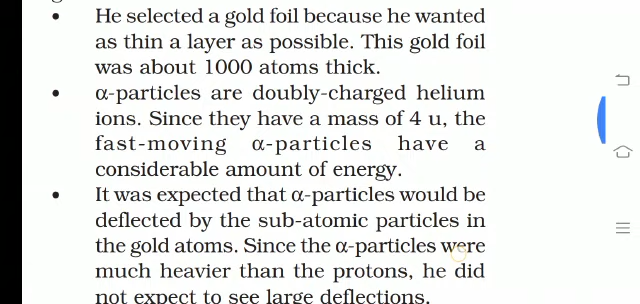 • He selected a gold foil because he wanted
as thin a layer as possible. This gold foil
was about 1000 atoms thick.
• α-particles are doubly-charged helium
ions. Since they have a mass of 4 u, the
fast-moving α-particles have a
considerable amount of energy.
• It was expected that α-particles would be
deflected by the sub-atomic particles in
the gold atoms. Since the α-particles were
much heavier than the protons, he did
not expect to see large deflections.